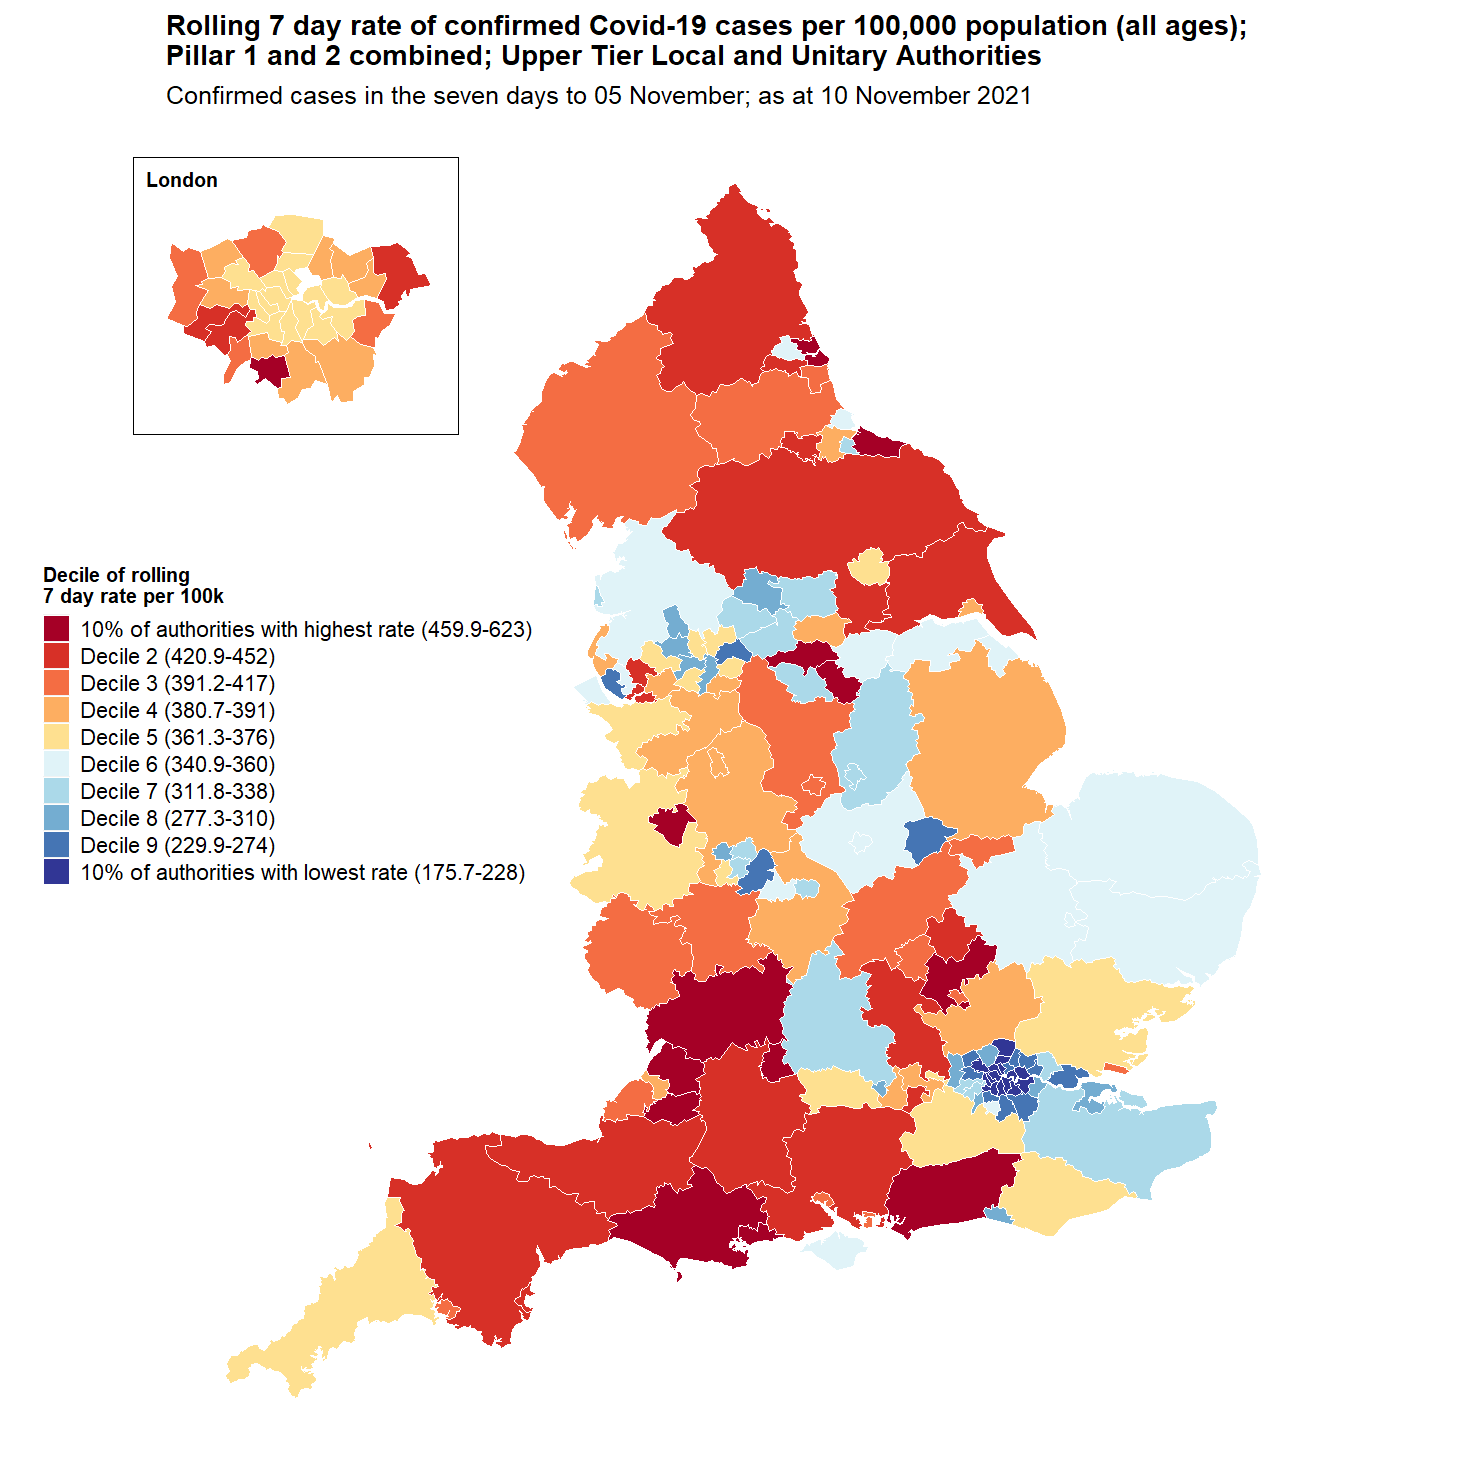 Rolling 7 day rate of confirmed Covid-19 cases per 100,000 population (all ages);
Pillar 1 and 2 combined; Upper Tier Local and Unitary Authorities
Confirmed cases in the seven days to 05 November; as at 10 November 2021
London
Decile of rolling
7 day rate per 100k
10% of authorities with highest rate (459.9-623)
Decile 2 (420.9-452)
Decile 3 (391.2-417)
Decile 4 (380.7-391)
Decile 5 (361.3-376)
Decile 6 (340.9-360)
Decile 7 (311.8-338)
Decile 8 (277.3-310)
Decile 9 (229.9-274)
10% of authorities with lowest rate (175.7-228)